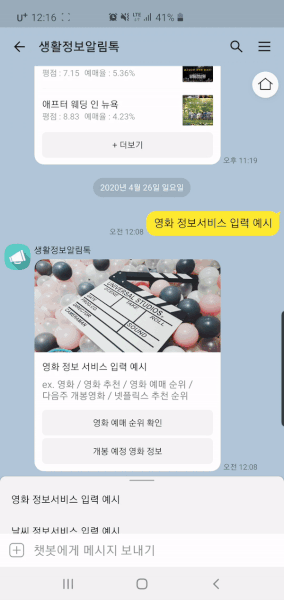 U+ 12:16 LTE 41%
생활정보알림톡
평점 : 7.15 예매율 : 5.36%
애프터 웨딩 인 뉴욕
평점 : 8.83 예매율 : 4.23%
+ 더보기
오후 11:19
2020년 4월 26일 일요일
오전 12:08
영화 정보서비스 입력 예시
생활정보알림톡
UNIVERSAL STUDIOS
SCENE TAKE ROLL
DATE SOUND
PROD.CO.
DIRECTOR
CAMERAMAN
영화 정보 서비스 입력 예시
ex. 영화 / 영화 추천 / 영화 예매 순위 /
다음주 개봉영화 / 넷플릭스 추천 순위
영화 예매 순위 확인
개봉 예정 영화 정보
오전 12:08
영화 정보서비스 입력 예시
날씨 정보서비스 입력 예시
챗봇에게 메시지 보내기